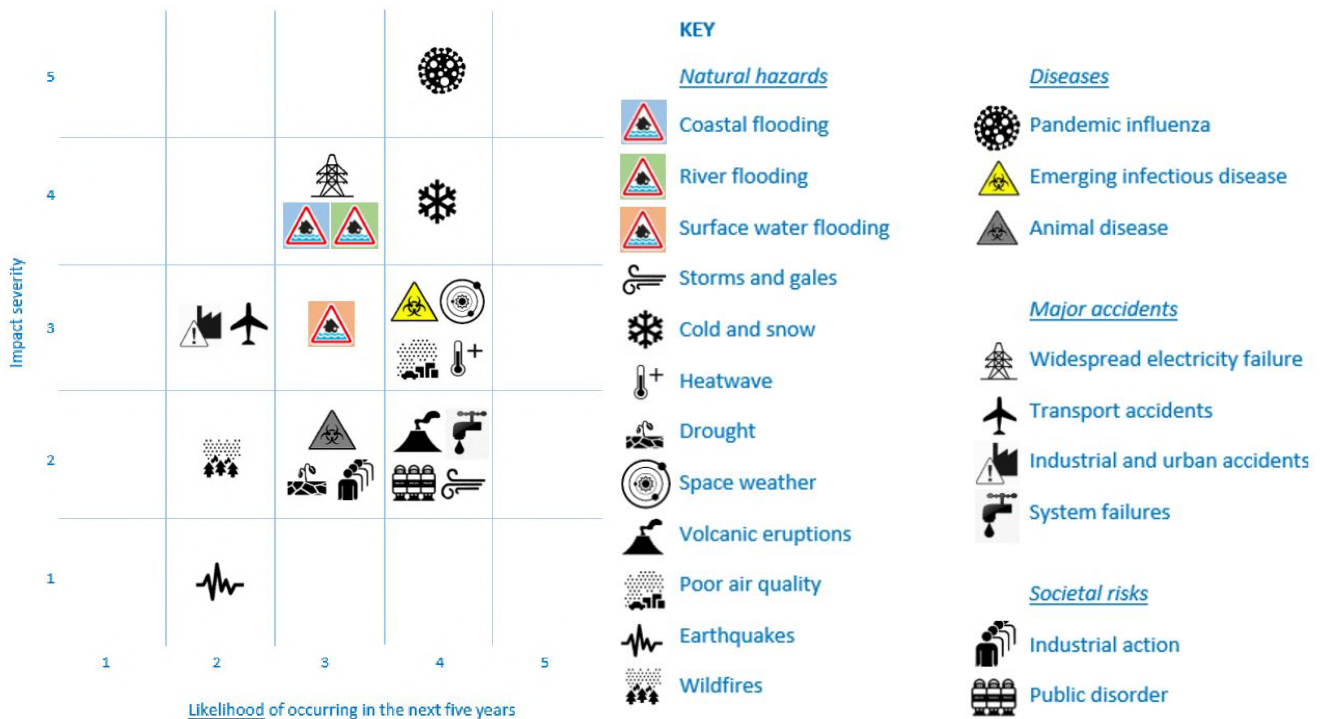 5
4
3
2
1
Impact severity
1 2 3 4 5
Likelihood of occurring in the next five years
KEY
Natural hazards
Coastal flooding
River flooding
Surface water flooding
Storms and gales
Cold and snow
Heatwave
Drought
Space weather
Volcanic eruptions
Poor air quality
Earthquakes
Wildfires
Diseases
Pandemic influenza
Emerging infectious disease
Animal disease
Major accidents
Widespread electricity failure
Transport accidents
Industrial and urban accidents
System failures
Societal risks
Industrial action
Public disorder